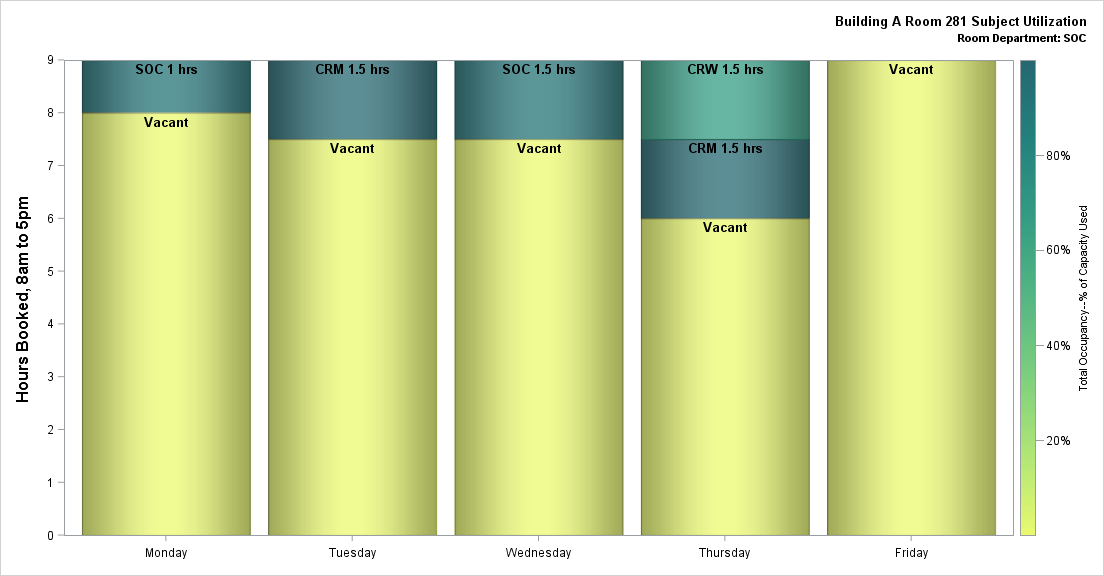 Building A Room 281 Subject Utilization
Room Department: SOC
Hours Booked, 8am to 5pm
9
8
7
6
5
4
3
2
1
0
SOC 1 hrs
Vacant
CRM 1.5 hrs
Vacant
SOC 1.5 hrs
Vacant
CRW 1.5 hrs
CRM 1.5 hrs
Vacant
Vacant
Monday
Tuesday
Wednesday
Thursday
Friday
80%
60%
40%
20%
Total Occupancy--% of Capacity Used